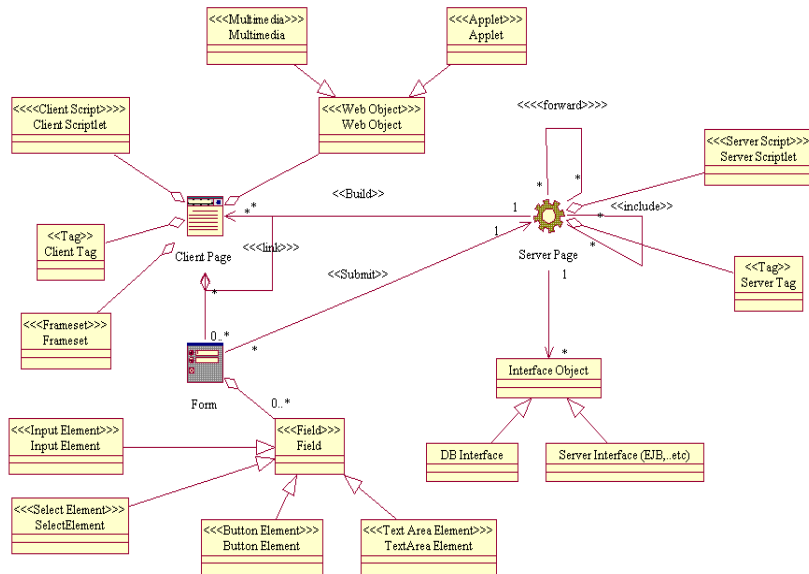 <<<Multimedia>>>
Multimedia
<<<Applet>>>
Applet
<<<<Client Script>>>>
Client Scriptlet
<<<Web Object>>>
Web Object
<<<<forward>>>>
*
*
<<<Server Script>>>
Server Scriptlet
<<Build>>
*
*
1
1
*
<<include>>
*
<<Tag>>
Client Tag
Client Page
<<<link>>>
Server Page
<<Tag>>
Server Tag
<<Submit>>
1
*
<<<Frameset>>>
Frameset
0..*
*
*
Interface Object
Form
0..*
<<<Input Element>>>
Input Element
<<<Field>>>
Field
DB Interface
Server Interface (EJB,..etc)
<<<Select Element>>>
SelectElement
<<<Button Element>>>
Button Element
<<<Text Area Element>>>
TextArea Element